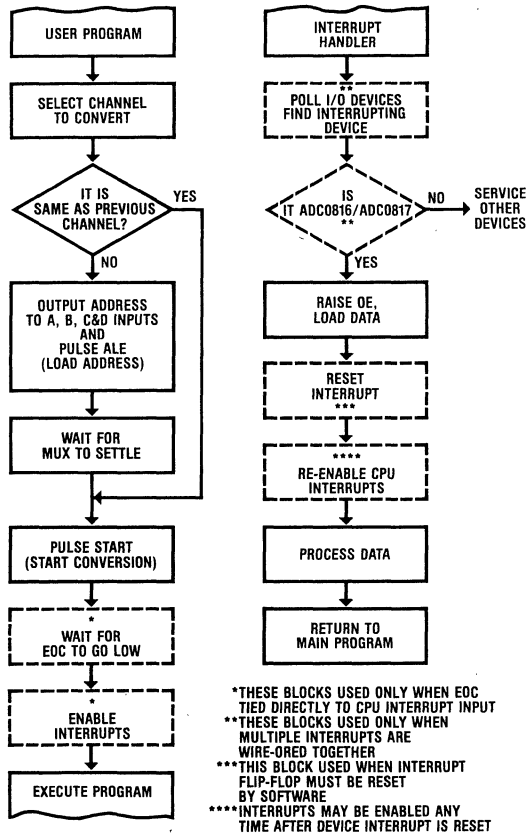 USER PROGRAM
SELECT CHANNEL
TO CONVERT
IT IS
SAME AS PREVIOUS
CHANNEL?
YES
NO
OUTPUT ADDRESS
TO A, B, C&D INPUTS
AND
PULSE ALE
(LOAD ADDRESS)
WAIT FOR
MUX TO SETTLE
PULSE START
(START CONVERSION)
*
WAIT FOR
EOC TO GO LOW
*
ENABLE
INTERRUPTS
EXECUTE PROGRAM
INTERRUPT
HANDLER
**
POLL I/O DEVICES
FIND INTERRUPTING
DEVICE
IS
IT ADC0816/ADC0817
**
NO
SERVICE
OTHER
DEVICES
YES
RAISE OE,
LOAD DATA
RESET
INTERRUPT
***
****
RE-ENABLE CPU
INTERRUPTS
PROCESS DATA
RETURN TO
MAIN PROGRAM
*THESE BLOCKS USED ONLY WHEN EOC
TIED DIRECTLY TO CPU INTERRUPT INPUT
**THESE BLOCKS USED ONLY WHEN
MULTIPLE INTERRUPTS ARE
WIRE-ORED TOGETHER
***THIS BLOCK USED WHEN INTERRUPT
FLIP-FLOP MUST BE RESET
BY SOFTWARE
****INTERRUPTS MAY BE ENABLED ANY
TIME AFTER DEVICE INTERRUPT IS RESET